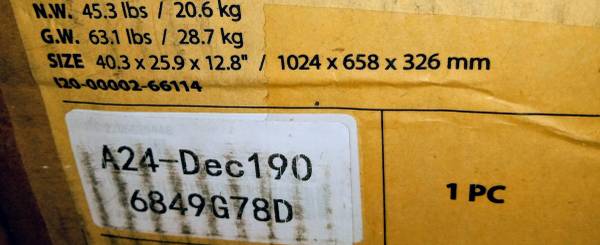 N.W. 45.3 lbs / 20.6 kg
G.W. 63.1 lbs / 28.7 kg
SIZE 40.3 x 25.9 x 12.8" / 1024 x 658 x 326 mm
120-00002-66114
A24-Dec190
6849G78D
1 PC